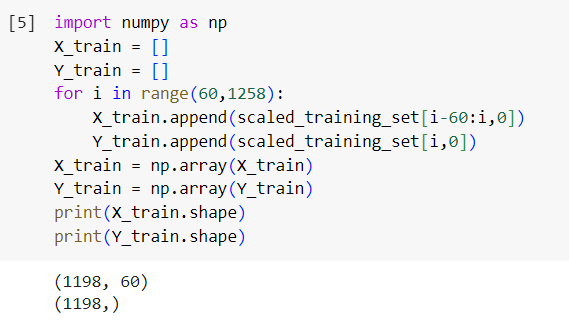 [5] import numpy as np
X_train = []
Y_train = []
for i in range(60,1258):
    X_train.append(scaled_training_set[i-60:i,0])
    Y_train.append(scaled_training_set[i,0])
X_train = np.array(X_train)
Y_train = np.array(Y_train)
print(X_train.shape)
print(Y_train.shape)
(1198, 60)
(1198,)